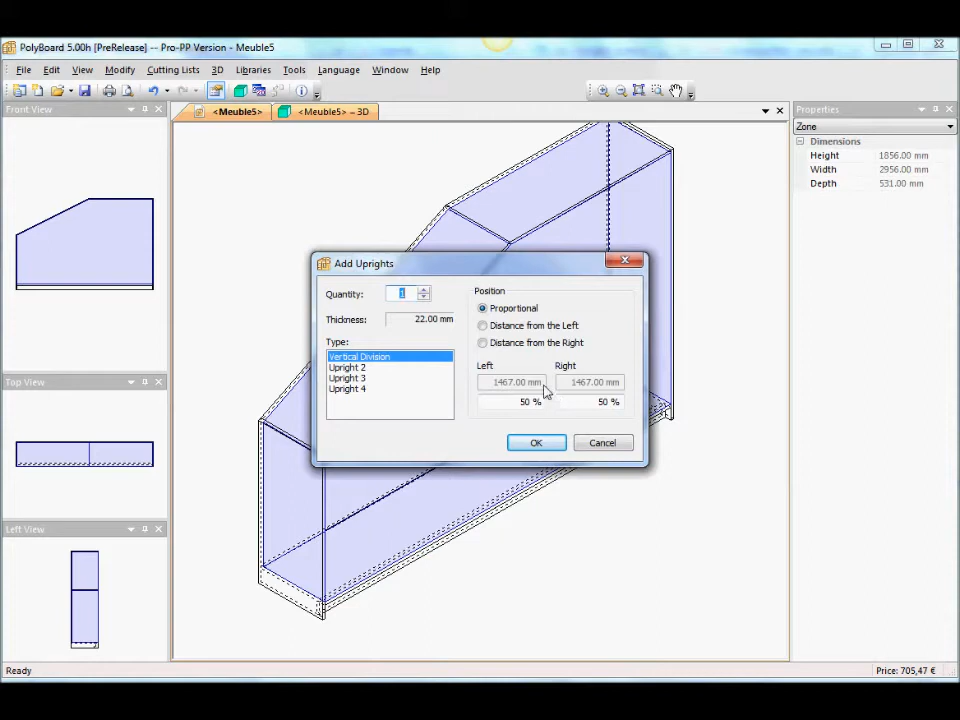 PolyBoard 5.00h [PreRelease] -- Pro-PP Version - Meuble5
File Edit View Modify Cutting Lists 3D Libraries Tools Language Window Help
Front View
<Meuble5>
<Meuble5> -- 3D
Properties
Zone
Dimensions
Height 1856.00 mm
Width 2956.00 mm
Depth 531.00 mm
Add Uprights
Quantity: 1
Thickness: 22.00 mm
Type:
Vertical Division
Upright 2
Upright 3
Upright 4
Position
Proportional
Distance from the Left
Distance from the Right
Left Right
1467.00 mm 1467.00 mm
50 % 50 %
OK Cancel
Top View
Left View
Ready
Price: 705,47 €